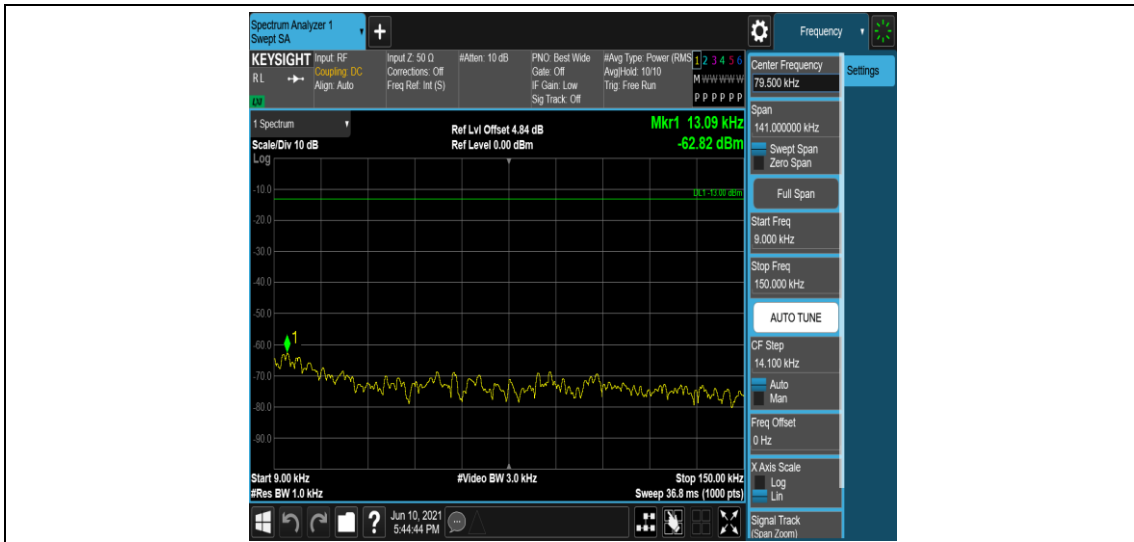 Spectrum Analyzer 1
Swept SA
Frequency
KEYSIGHT
R L
LXI
Input: RF
Coupling: DC
Align: Auto
Input Z: 50 Ω
Corrections: Off
Freq Ref: Int (S)
#Atten: 10 dB
PNO: Best Wide
Gate: Off
IF Gain: Low
Sig Track: Off
#Avg Type: Power (RMS
Avg|Hold: 10/10
Trig: Free Run
1 2 3 4 5 6
M W W W W W
P P P P P P
1 Spectrum
Scale/Div 10 dB
Log
Ref Lvl Offset 4.84 dB
Ref Level 0.00 dBm
Mkr1 13.09 kHz
-62.82 dBm
DL1 -13.00 dBm
-10.0
-20.0
-30.0
-40.0
-50.0
-60.0
-70.0
-80.0
-90.0
1
Start 9.00 kHz
#Res BW 1.0 kHz
#Video BW 3.0 kHz
Stop 150.00 kHz
Sweep 36.8 ms (1000 pts)
Jun 10, 2021
5:44:44 PM
Center Frequency
79.500 kHz
Settings
Span
141.000000 kHz
Swept Span
Zero Span
Full Span
Start Freq
9.000 kHz
Stop Freq
150.000 kHz
AUTO TUNE
CF Step
14.100 kHz
Auto
Man
Freq Offset
0 Hz
X Axis Scale
Log
Lin
Signal Track
(Span Zoom)